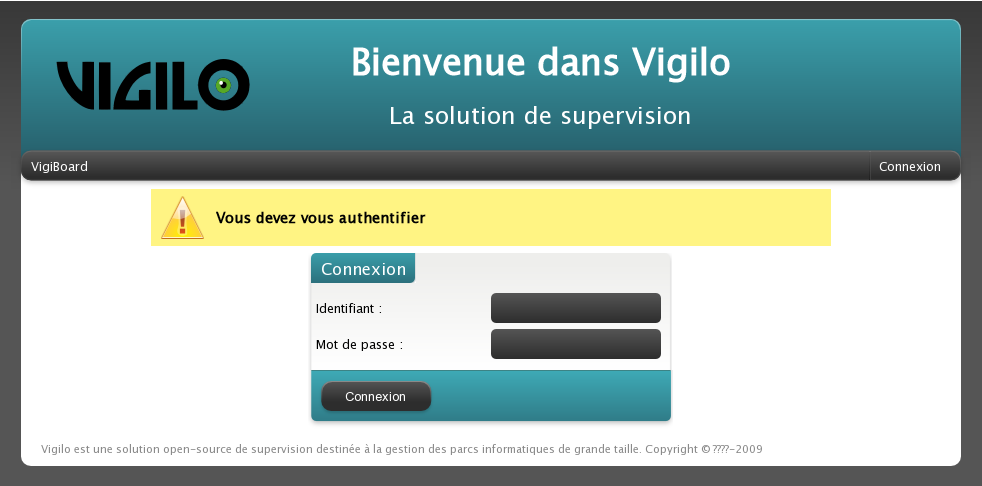 VIGILO
Bienvenue dans Vigilo
La solution de supervision
VigiBoard
Connexion
Vous devez vous authentifier
Connexion
Identifiant :
Mot de passe :
Connexion
Vigilo est une solution open-source de supervision destinée à la gestion des parcs informatiques de grande taille. Copyright ©????-2009